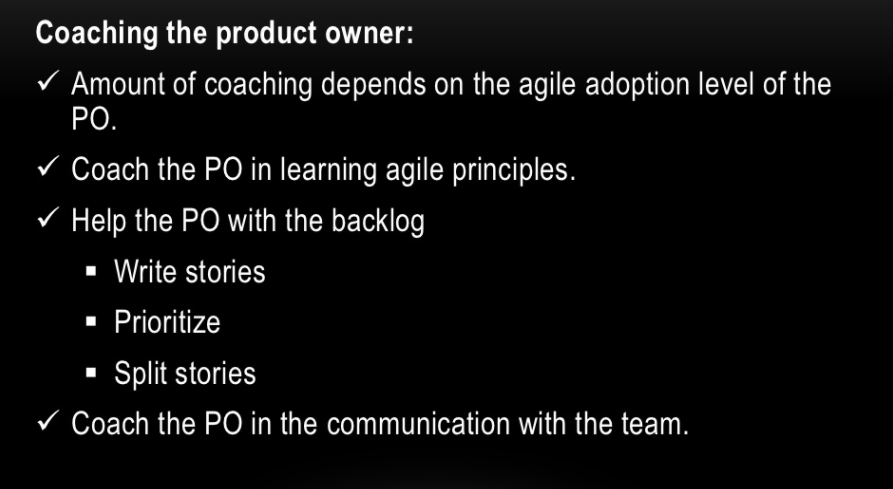 Coaching the product owner:
✓ Amount of coaching depends on the agile adoption level of the
PO.
✓ Coach the PO in learning agile principles.
✓ Help the PO with the backlog
▪ Write stories
▪ Prioritize
▪ Split stories
✓ Coach the PO in the communication with the team.